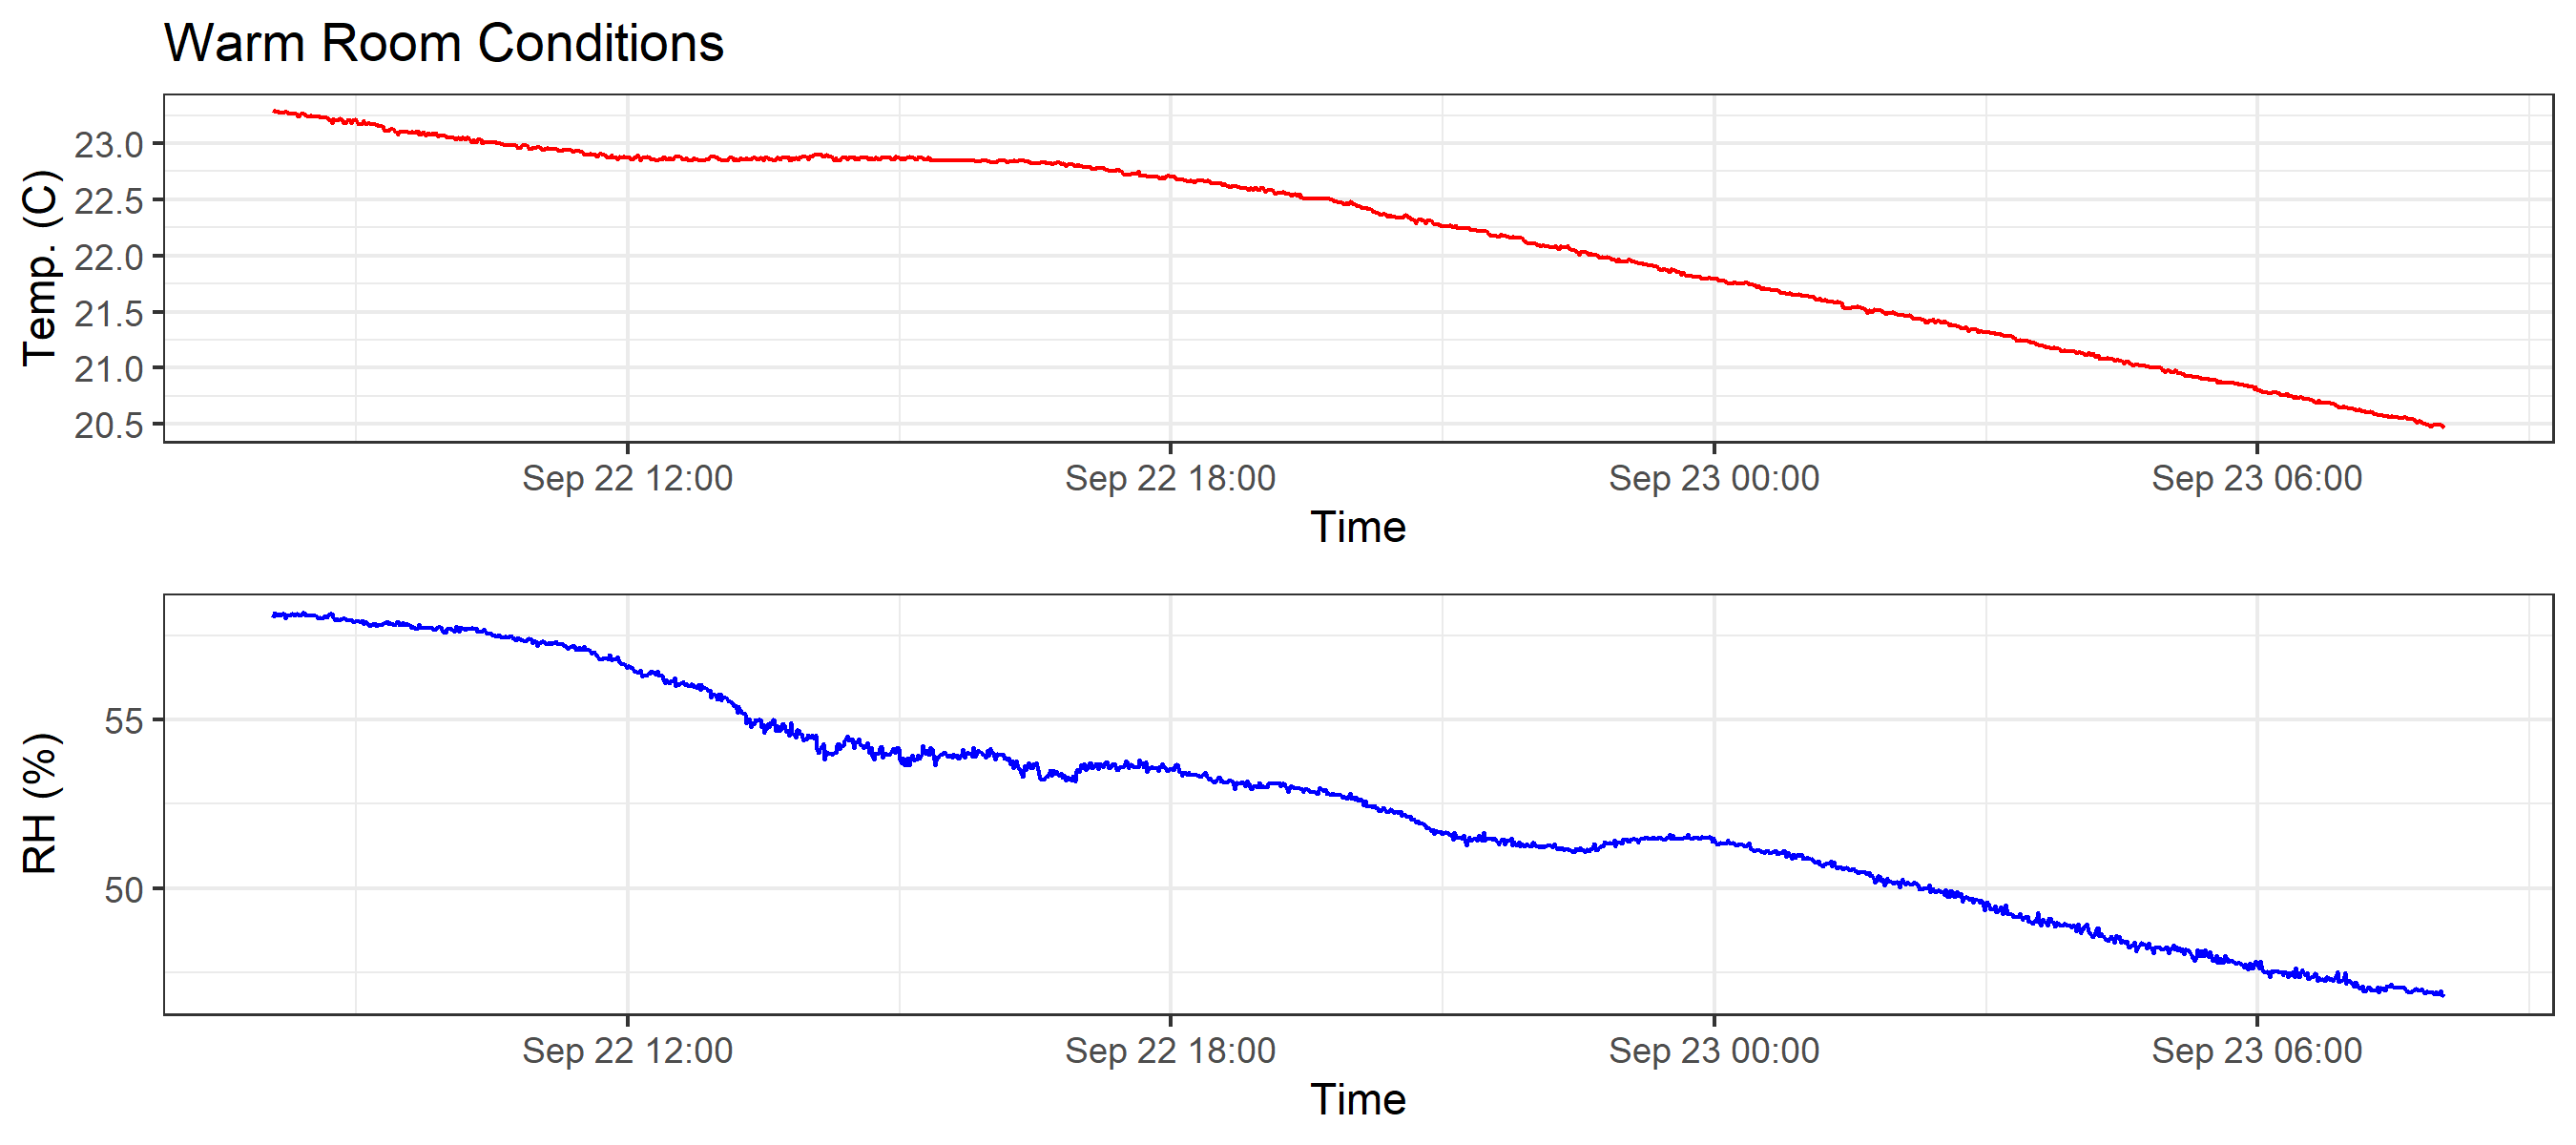 Warm Room Conditions
Temp. (C)
23.0
22.5
22.0
21.5
21.0
20.5
Sep 22 12:00 Sep 22 18:00 Sep 23 00:00 Sep 23 06:00
Time
RH (%)
55
50
Sep 22 12:00 Sep 22 18:00 Sep 23 00:00 Sep 23 06:00
Time